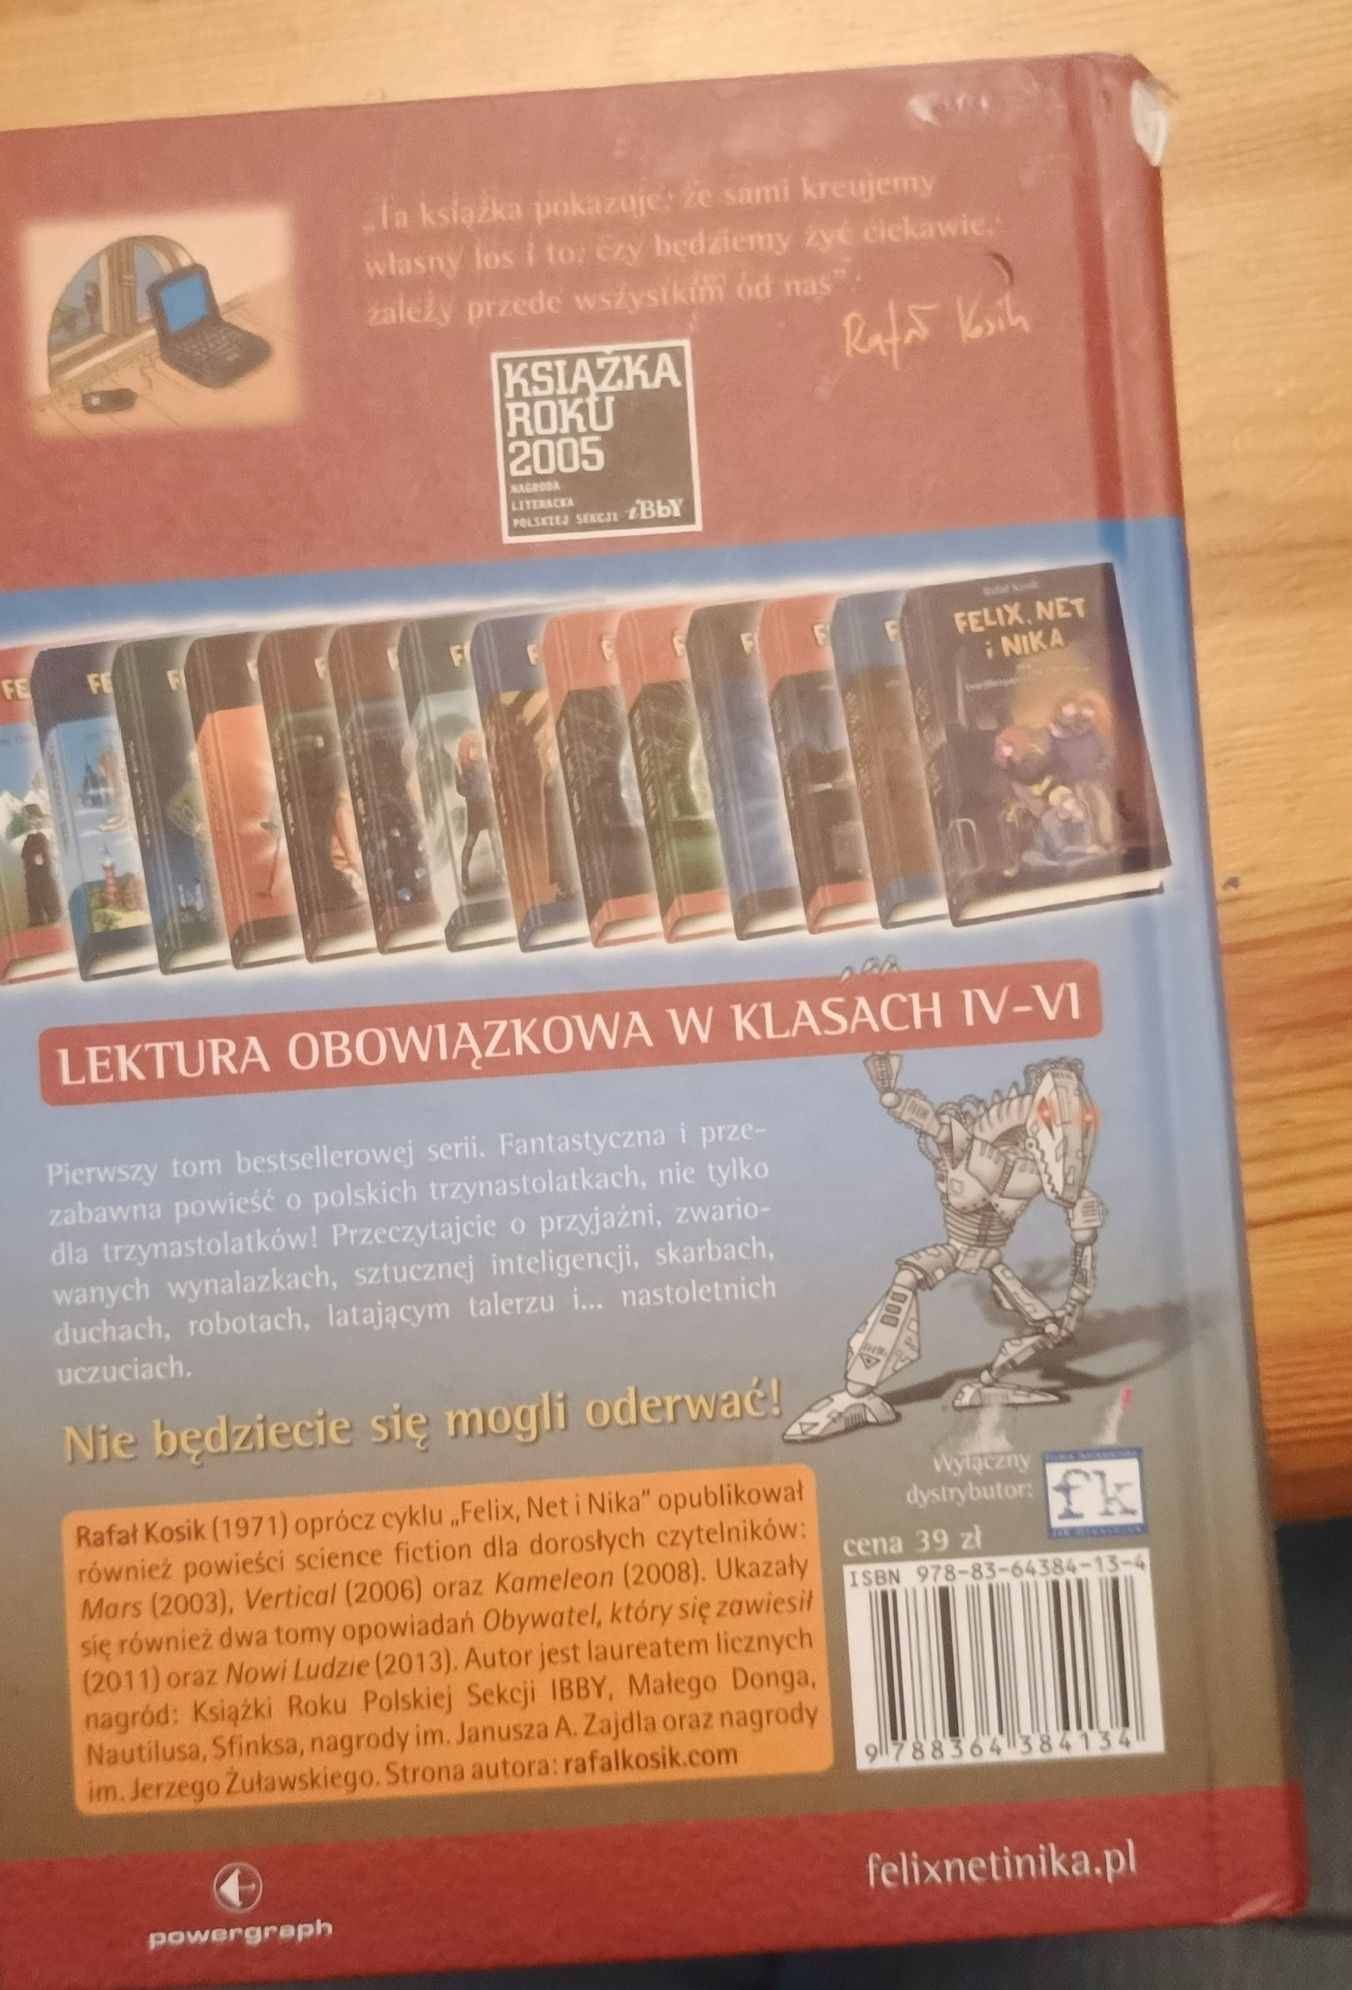 „Ta książka pokazuje, że sami kreujemy
własny los i to, czy będziemy żyć ciekawie,
zależy przede wszystkim od nas”.
Rafał Kosik
KSIĄŻKA
ROKU
2005
NAGRODA
LITERACKA
POLSKIEJ SEKCJI iBbY
Rafał Kosik
FELIX, NET
i NIKA
FE
FE
F
F
F
F
F
F
F
F
LEKTURA OBOWIĄZKOWA W KLASACH IV–VI
Pierwszy tom bestsellerowej serii. Fantastyczna i prze-
zabawna powieść o polskich trzynastolatkach, nie tylko
dla trzynastolatków! Przeczytajcie o przyjaźni, zwario-
wanych wynalazkach, sztucznej inteligencji, skarbach,
duchach, robotach, latającym talerzu i... nastoletnich
uczuciach.
Nie będziecie się mogli oderwać!
Rafał Kosik (1971) oprócz cyklu „Felix, Net i Nika” opublikował
również powieści science fiction dla dorosłych czytelników:
Mars (2003), Vertical (2006) oraz Kameleon (2008). Ukazały
się również dwa tomy opowiadań Obywatel, który się zawiesił
(2011) oraz Nowi Ludzie (2013). Autor jest laureatem licznych
nagród: Książki Roku Polskiej Sekcji IBBY, Małego Donga,
Nautilusa, Sfinksa, nagrody im. Janusza A. Zajdla oraz nagrody
im. Jerzego Żuławskiego. Strona autora: rafalkosik.com
Wyłączny
dystrybutor:
fk
cena 39 zł
ISBN 978-83-64384-13-4
9 788364 384134
powergraph
felixnetinika.pl